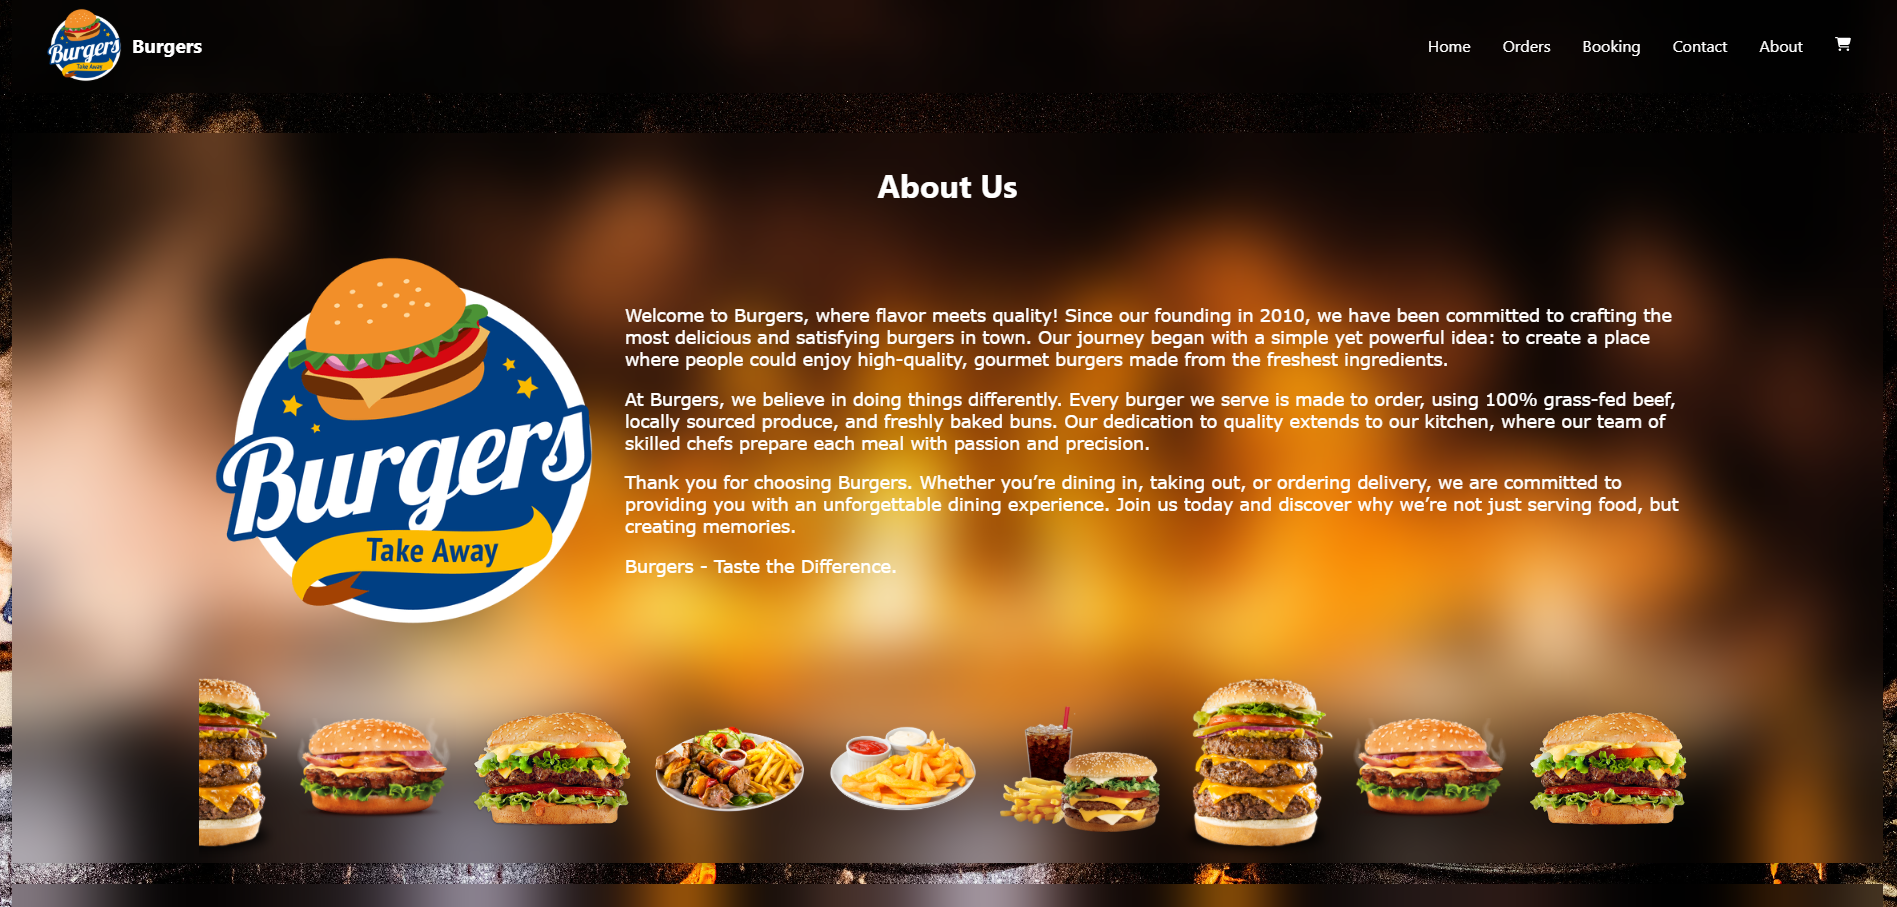 Burgers
Take Away
Burgers
Home
Orders
Booking
Contact
About
About Us
Burgers
Take Away
Welcome to Burgers, where flavor meets quality! Since our founding in 2010, we have been committed to crafting the
most delicious and satisfying burgers in town. Our journey began with a simple yet powerful idea: to create a place
where people could enjoy high-quality, gourmet burgers made from the freshest ingredients.
At Burgers, we believe in doing things differently. Every burger we serve is made to order, using 100% grass-fed beef,
locally sourced produce, and freshly baked buns. Our dedication to quality extends to our kitchen, where our team of
skilled chefs prepare each meal with passion and precision.
Thank you for choosing Burgers. Whether you’re dining in, taking out, or ordering delivery, we are committed to
providing you with an unforgettable dining experience. Join us today and discover why we’re not just serving food, but
creating memories.
Burgers - Taste the Difference.